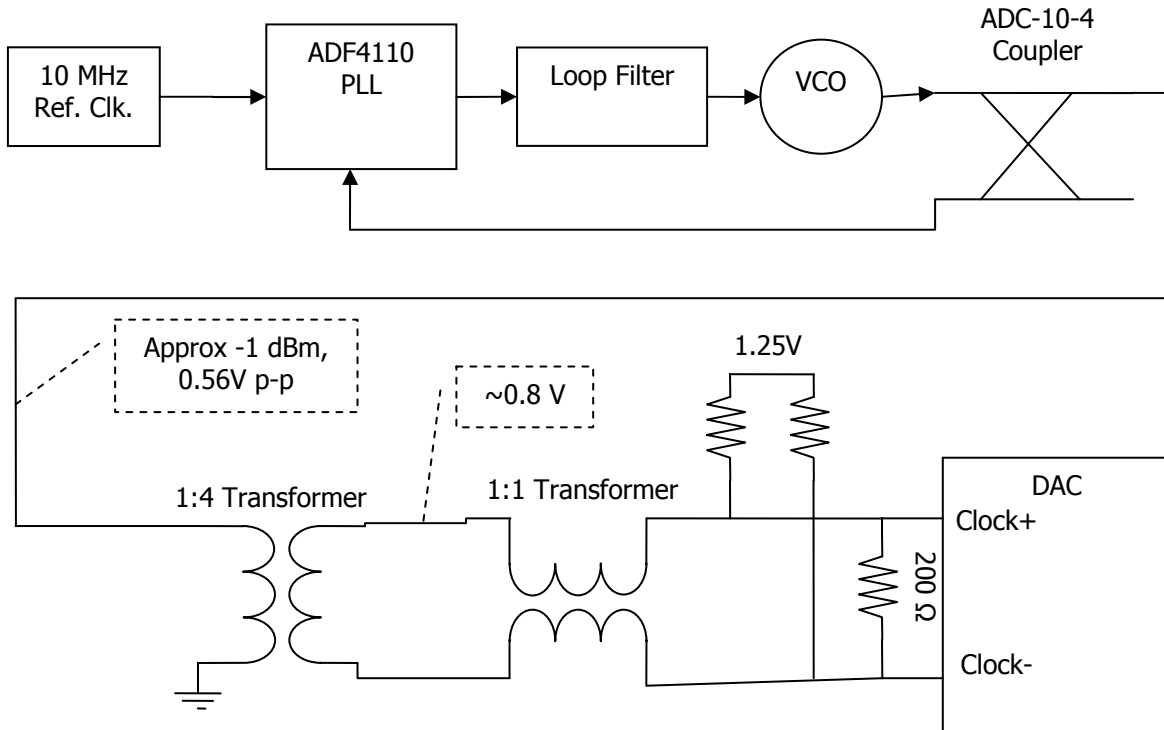 10 MHz
Ref. Clk.
ADF4110
PLL
Loop Filter
VCO
ADC-10-4
Coupler
Approx -1 dBm,
0.56V p-p
~0.8 V
1.25V
1:4 Transformer
1:1 Transformer
DAC
Clock+
200 Ω
Clock-